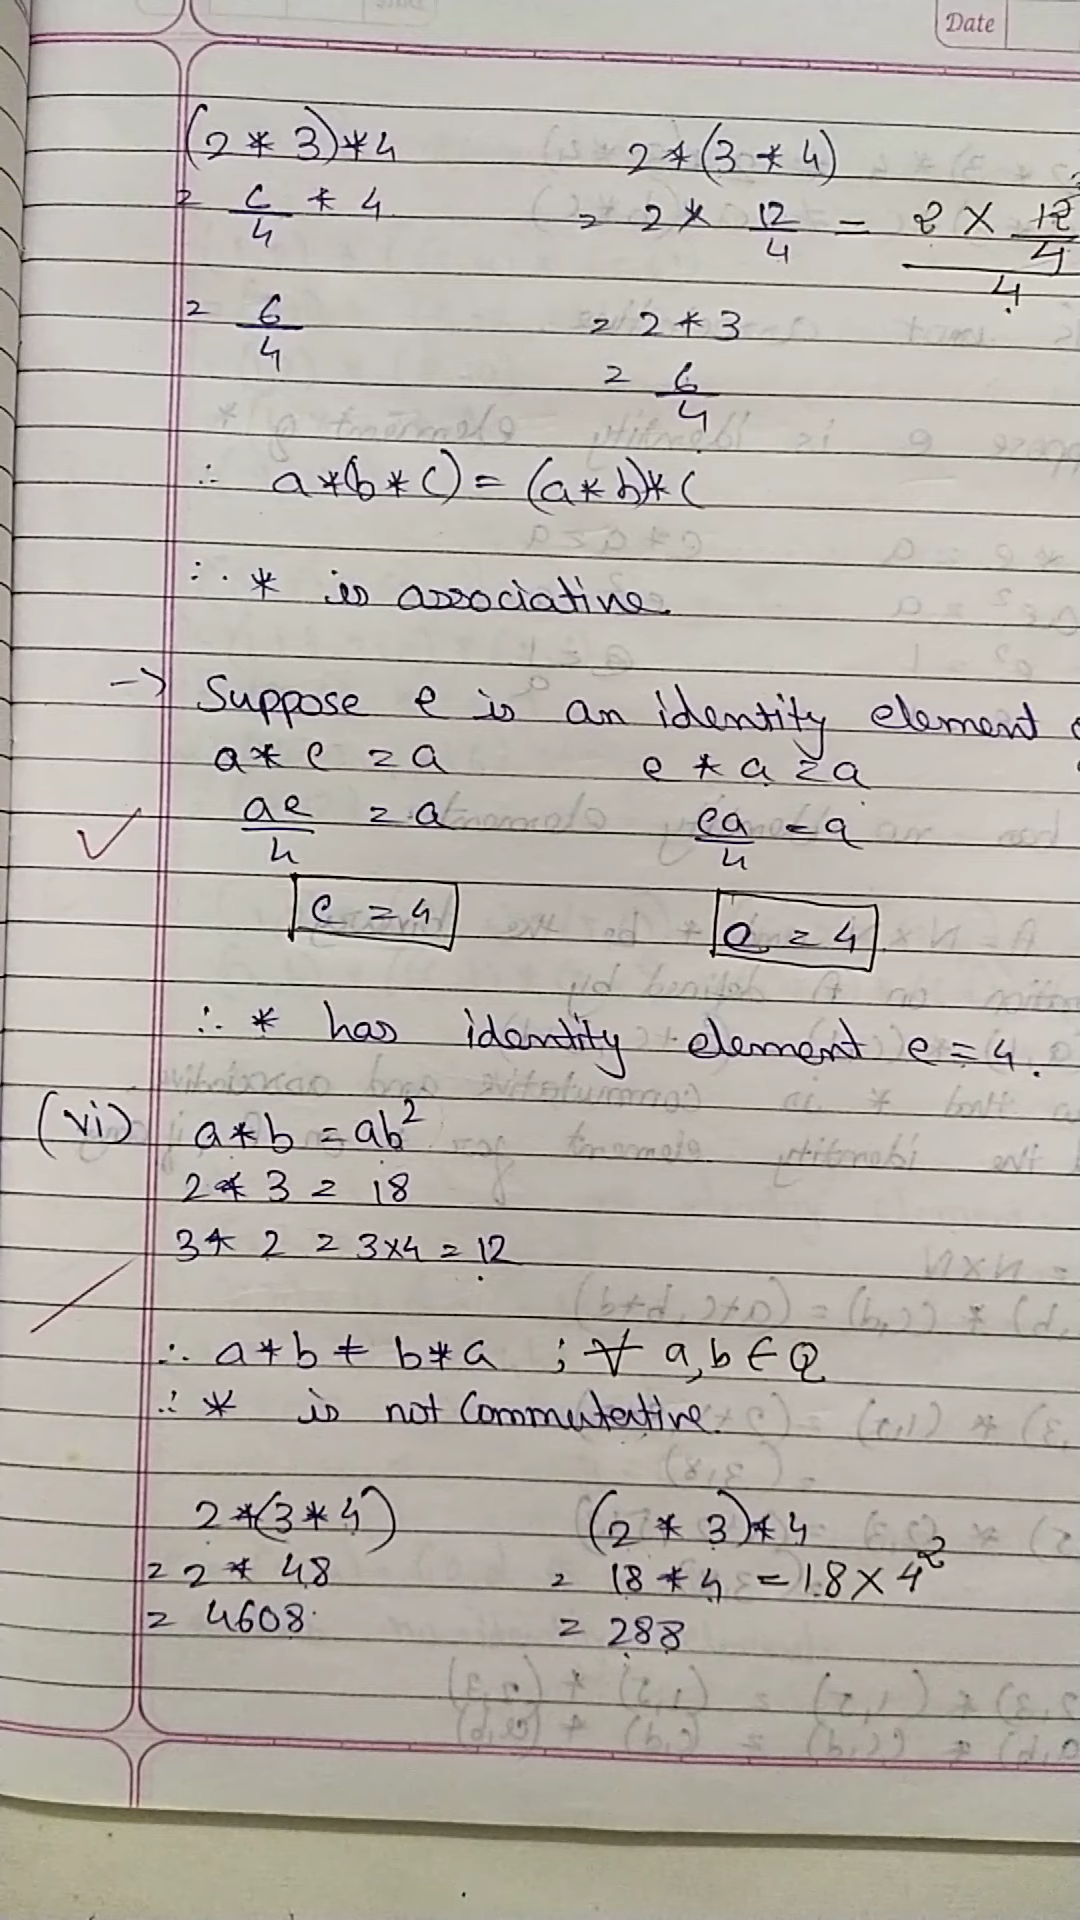 Date
(2 * 3)*4 2*(3 * 4)
= 6/4 * 4 = 2 * 12/4 = 2 × 12/4 / 4
= 6/4 = 2 * 3
= 6/4
∴ a*(b*c) = (a*b)*c
∴ * is associative.
→ Suppose e is an identity element
a* e = a e * a = a
ae/4 = a ea/4 = a
e = 4 e = 4
∴ * has identity element e = 4.
(vi) a*b = ab²
2 * 3 = 18
3 * 2 = 3×4 = 12
∴ a*b ≠ b*a ; ∀ a,b ∈ Q
∴ * is not Commutative.
2*(3*4) (2 * 3)*4
= 2 * 48 = 18 * 4 = 18 × 4²
= 4608 = 288